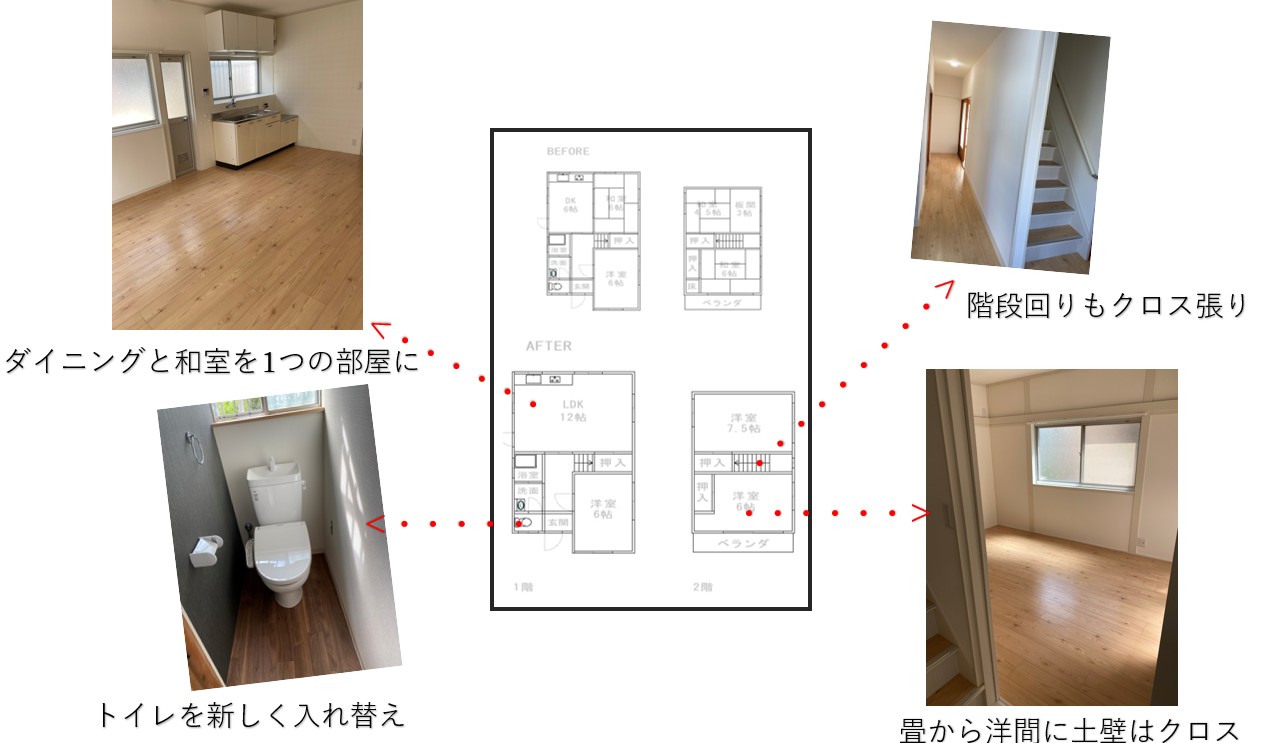 BEFORE
DK
6帖
和室
6帖
浴室
洗面
押入
玄関
洋室
6帖
和室
4.5帖
板間
3帖
押入
押入
和室
6帖
床
ベランダ
AFTER
LDK
12帖
浴室
洗面
押入
玄関
洋室
6帖
洋室
7.5帖
押入
押入
洋室
6帖
ベランダ
1階
2階
ダイニングと和室を1つの部屋に
階段回りもクロス張り
トイレを新しく入れ替え
畳から洋間に土壁はクロス